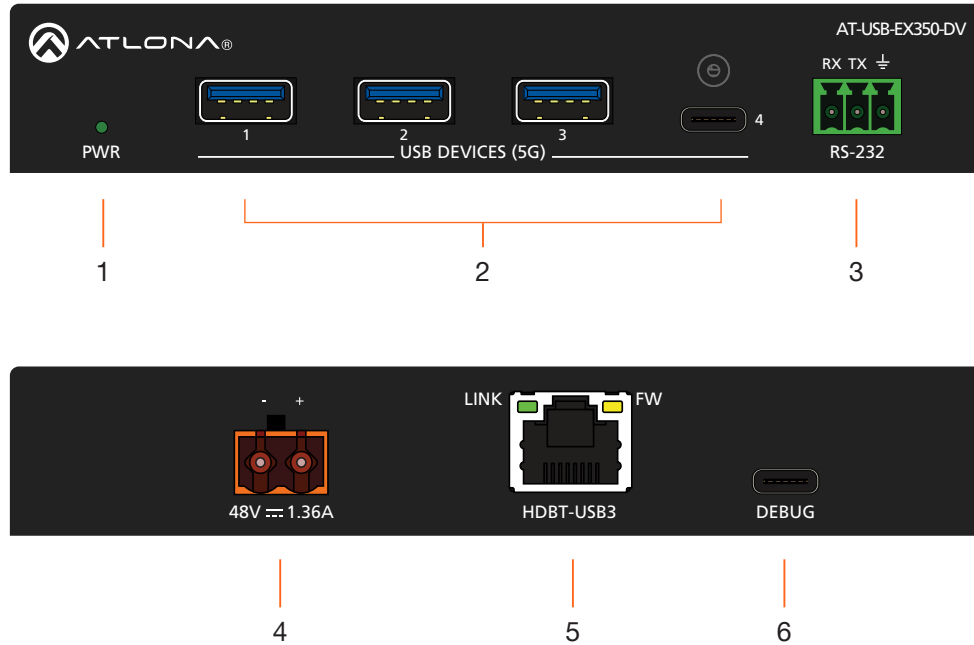 ATLONA®
AT-USB-EX350-DV
RX TX
1
2
3
4
PWR
USB DEVICES (5G)
RS-232
1
2
3
- +
LINK
FW
48V 1.36A
HDBT-USB3
DEBUG
4
5
6